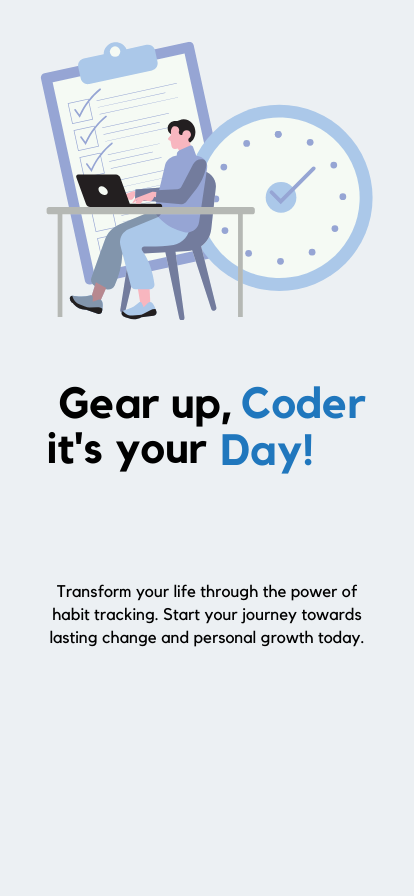 Gear up, Coder
it's your Day!
Transform your life through the power of
habit tracking. Start your journey towards
lasting change and personal growth today.